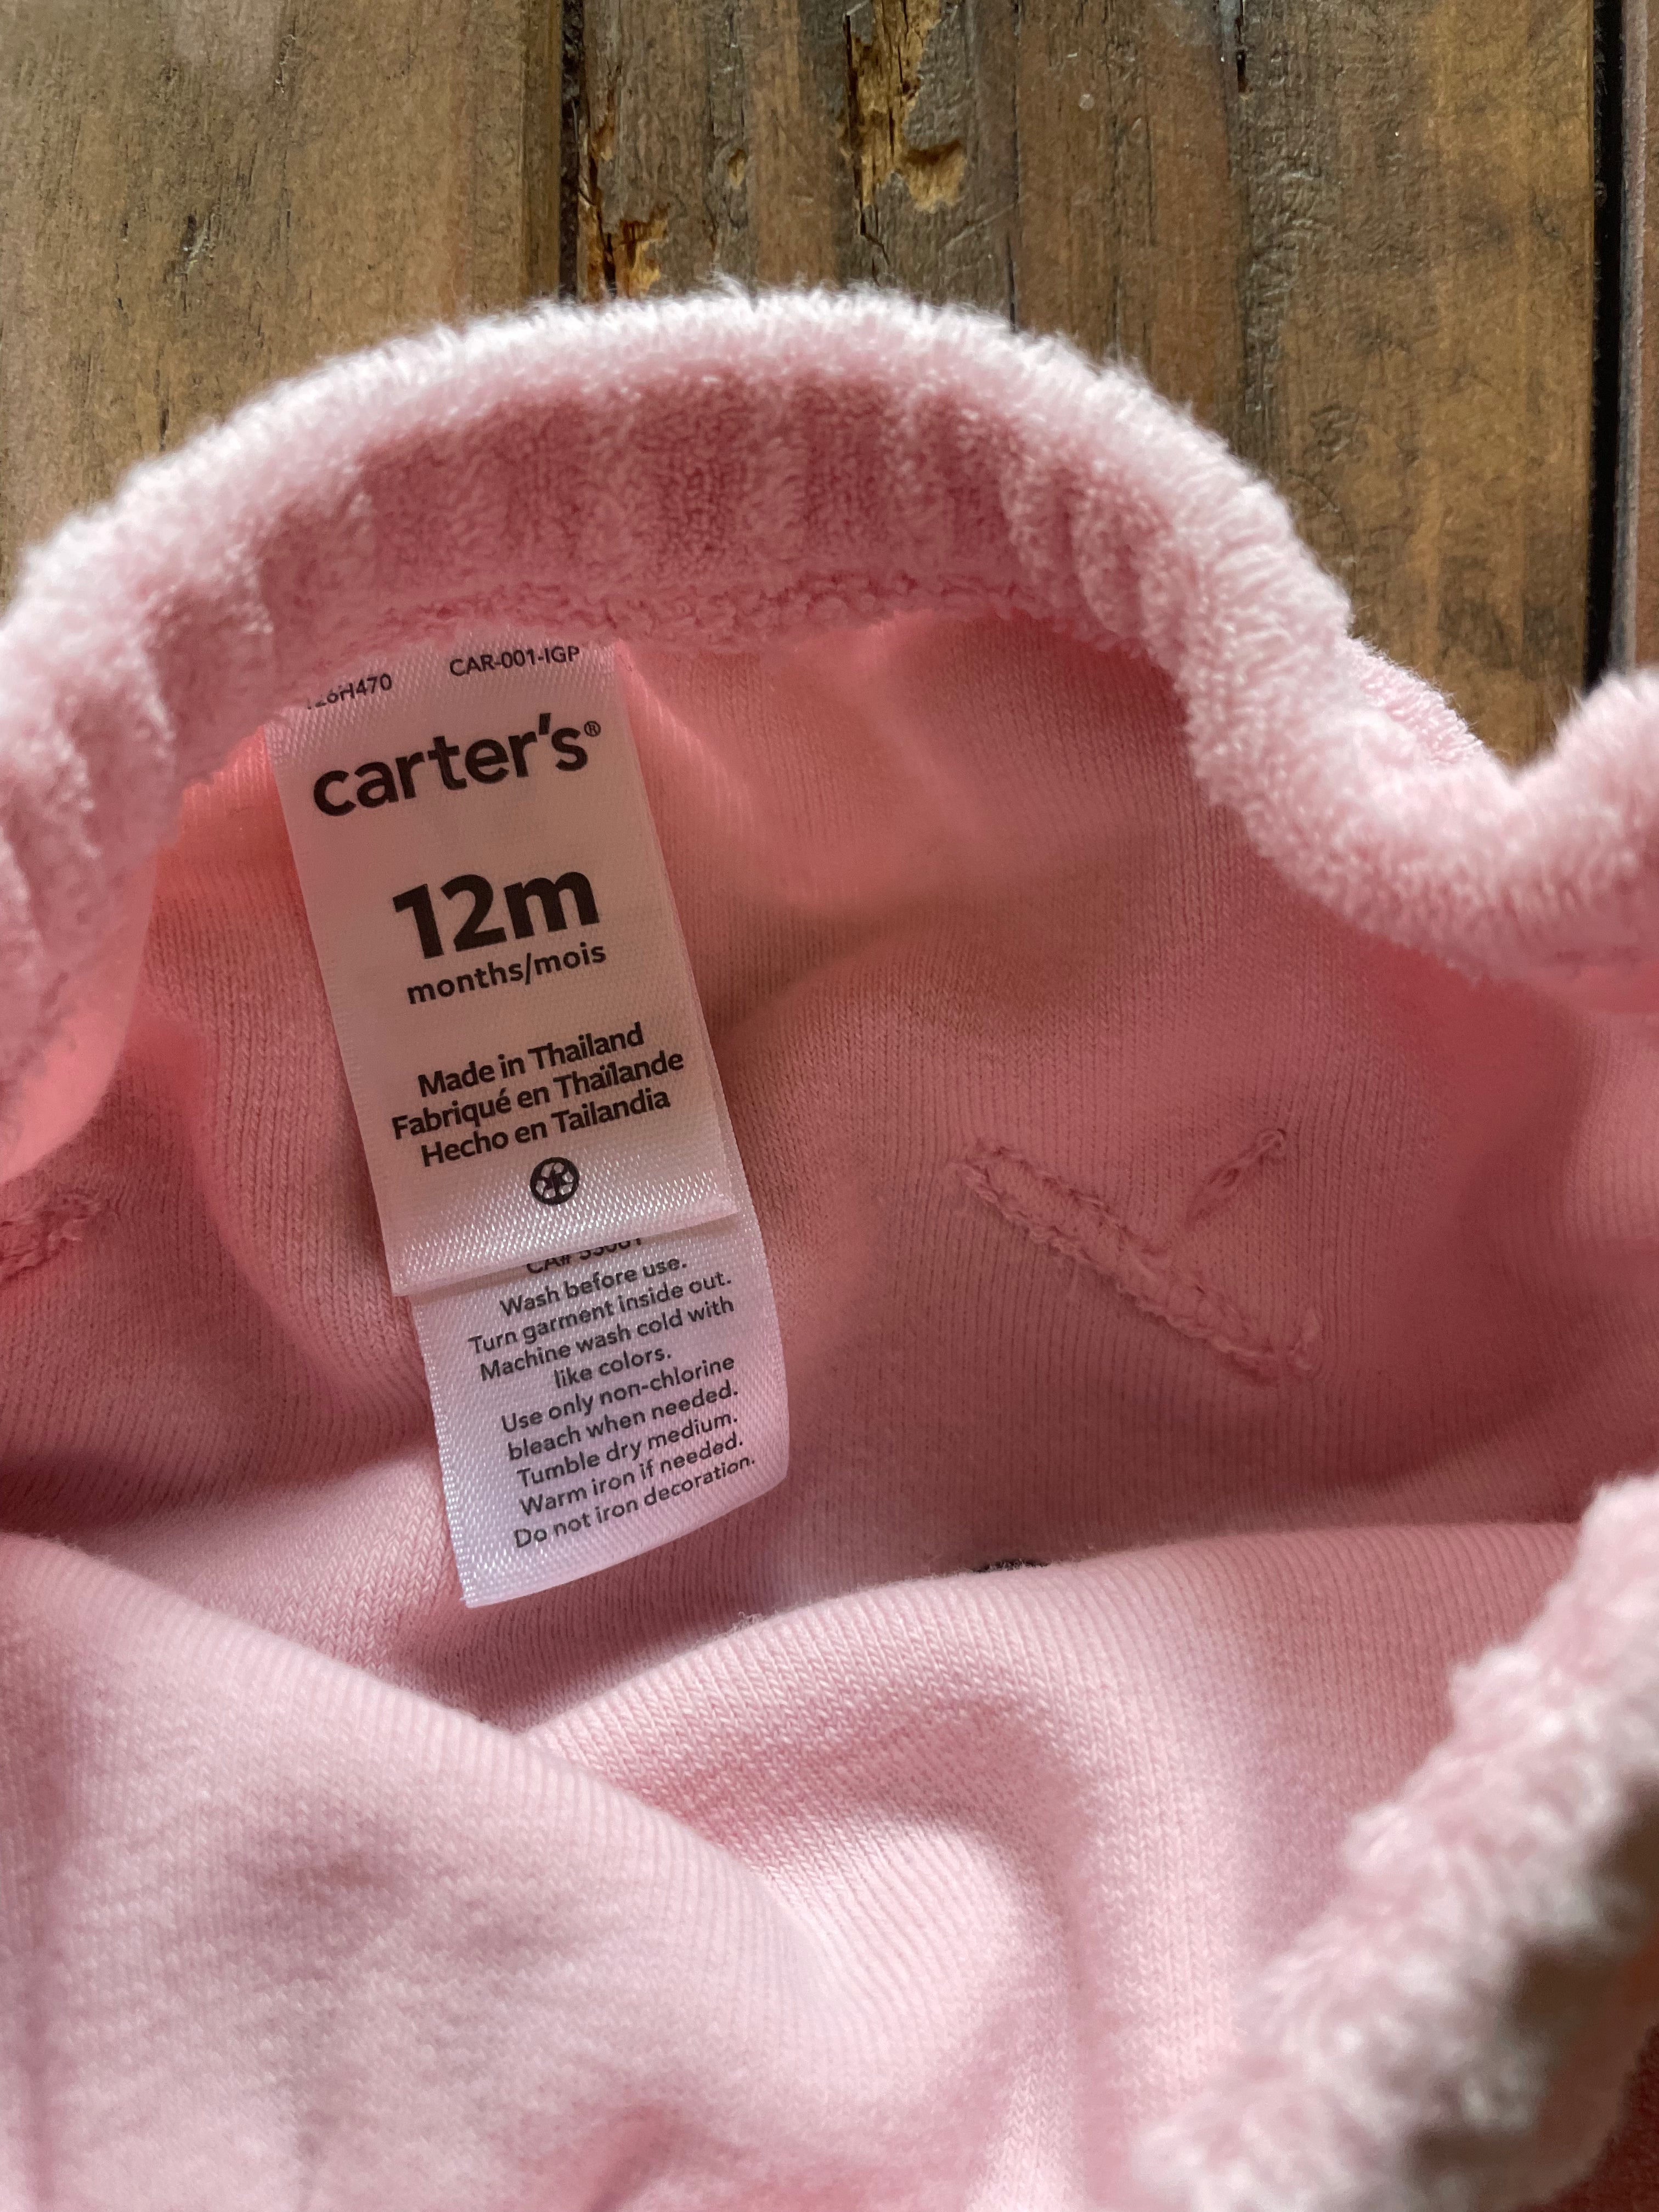 CAR-001-IGP
carter's®
12m
months/mois
Made in Thailand
Fabriqué en Thaïlande
Hecho en Tailandia
Wash before use.
Turn garment inside out.
Machine wash cold with
like colors.
Use only non-chlorine
bleach when needed.
Tumble dry medium.
Warm iron if needed.
Do not iron decoration.